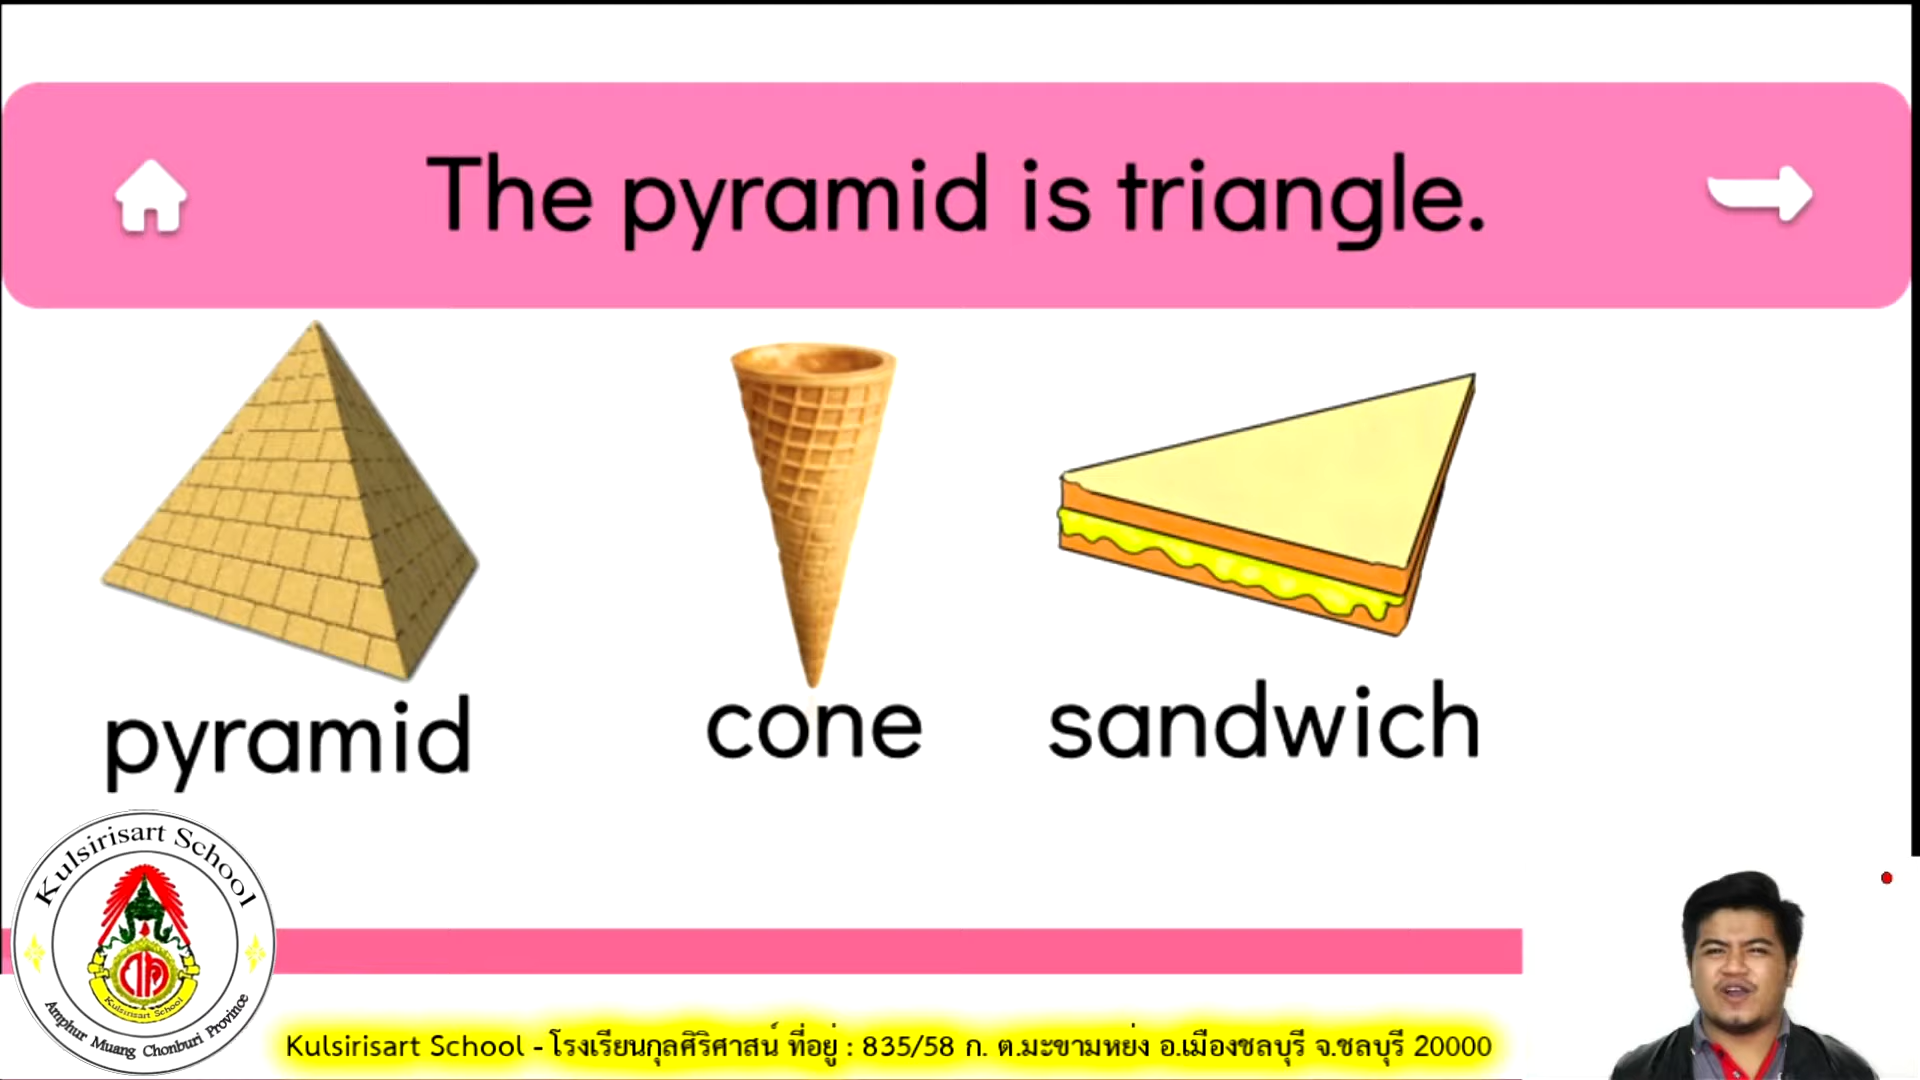 The pyramid is triangle.
pyramid
cone
sandwich
Kulsirisart School
Kulsirisart School
Amphur Muang Chonburi Province
Kulsirisart School - โรงเรียนกุลศิริศาสน์ ที่อยู่ : 835/58 ก. ต.มะขามหย่ง อ.เมืองชลบุรี จ.ชลบุรี 20000